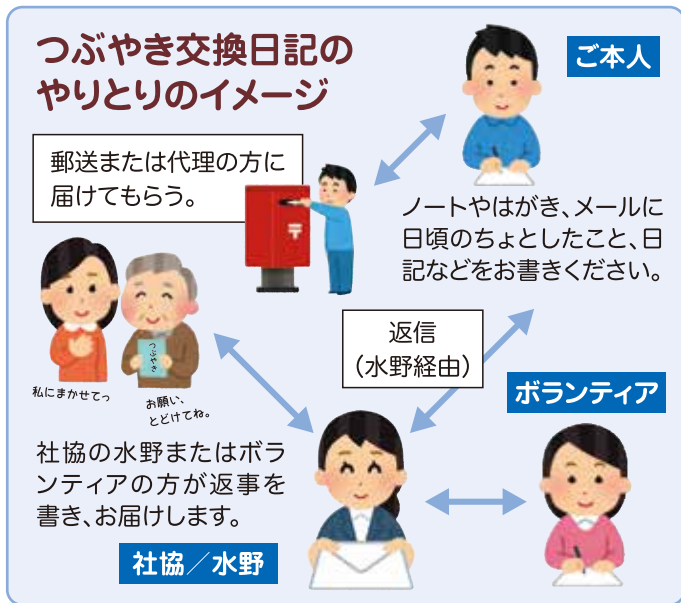 つぶやき交換日記の
やりとりのイメージ
ご本人
郵送または代理の方に
届けてもらう。
ノートやはがき、メールに
日頃のちょとしたこと、日
記などをお書きください。
つぶやき
私にまかせてっ
お願い、
とどけてね。
返信
（水野経由）
ボランティア
社協の水野またはボラ
ンティアの方が返事を
書き、お届けします。
社協／水野